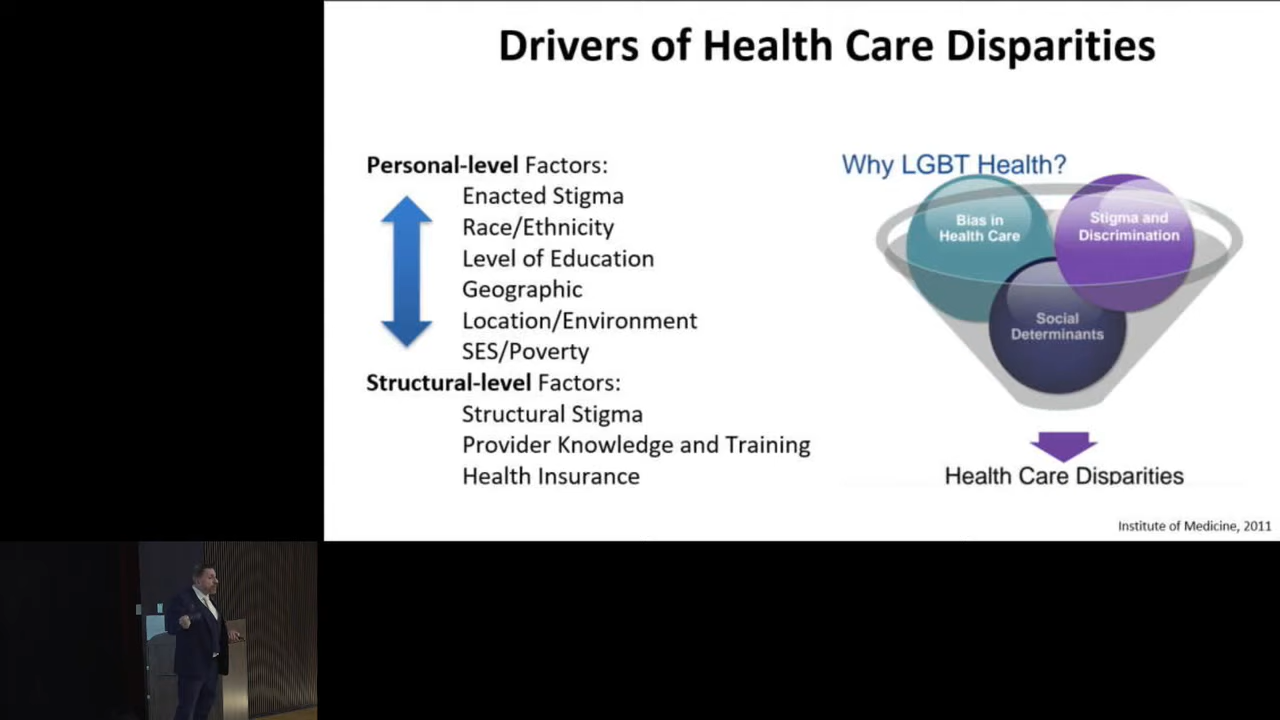 Drivers of Health Care Disparities
Personal-level Factors:
Enacted Stigma
Race/Ethnicity
Level of Education
Geographic
Location/Environment
SES/Poverty
Structural-level Factors:
Structural Stigma
Provider Knowledge and Training
Health Insurance
Why LGBT Health?
Bias in
Health Care
Stigma and
Discrimination
Social
Determinants
Health Care Disparities
Institute of Medicine, 2011